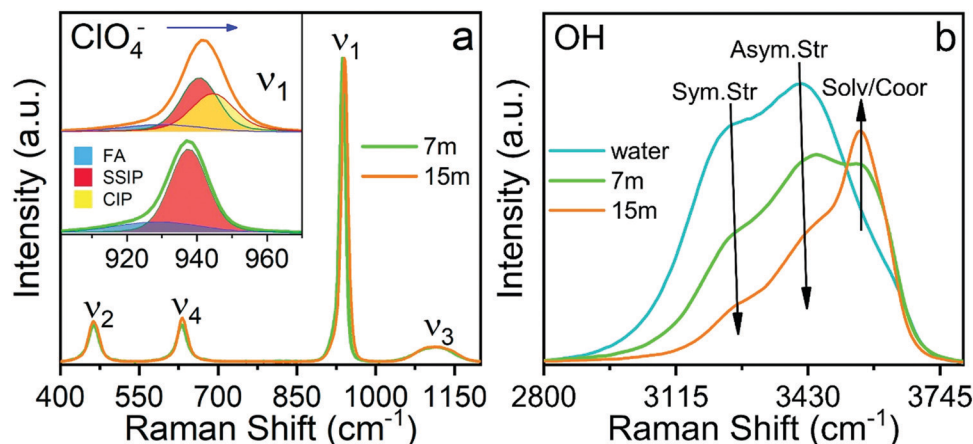 ClO₄⁻
a
ν₁
ν₁
FA
SSIP
CIP
920 940 960
7m
15m
ν₂
ν₄
ν₃
Intensity (a.u.)
400 550 700 850 1000 1150
Raman Shift (cm⁻¹)
OH
b
Asym.Str
Sym.Str
Solv/Coor
water
7m
15m
Intensity (a.u.)
2800 3115 3430 3745
Raman Shift (cm⁻¹)